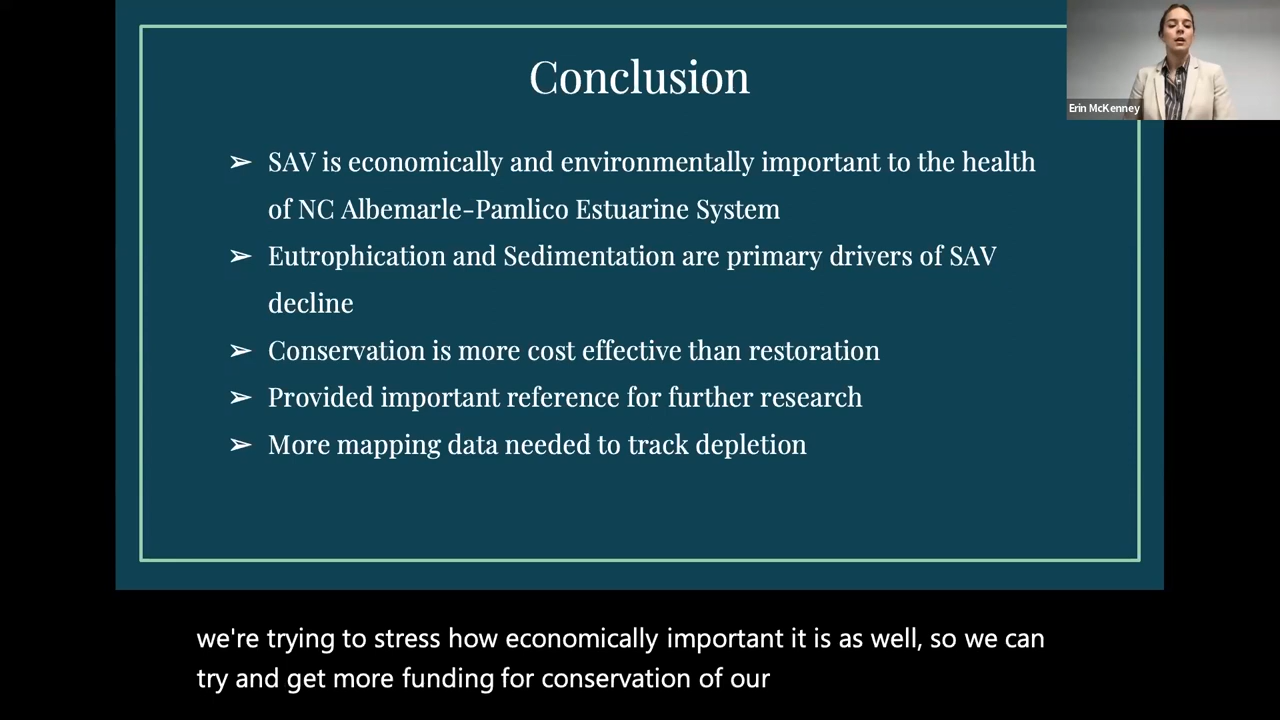 Conclusion
Erin McKenney
➢ SAV is economically and environmentally important to the health
of NC Albemarle-Pamlico Estuarine System
➢ Eutrophication and Sedimentation are primary drivers of SAV
decline
➢ Conservation is more cost effective than restoration
➢ Provided important reference for further research
➢ More mapping data needed to track depletion
we're trying to stress how economically important it is as well, so we can
try and get more funding for conservation of our